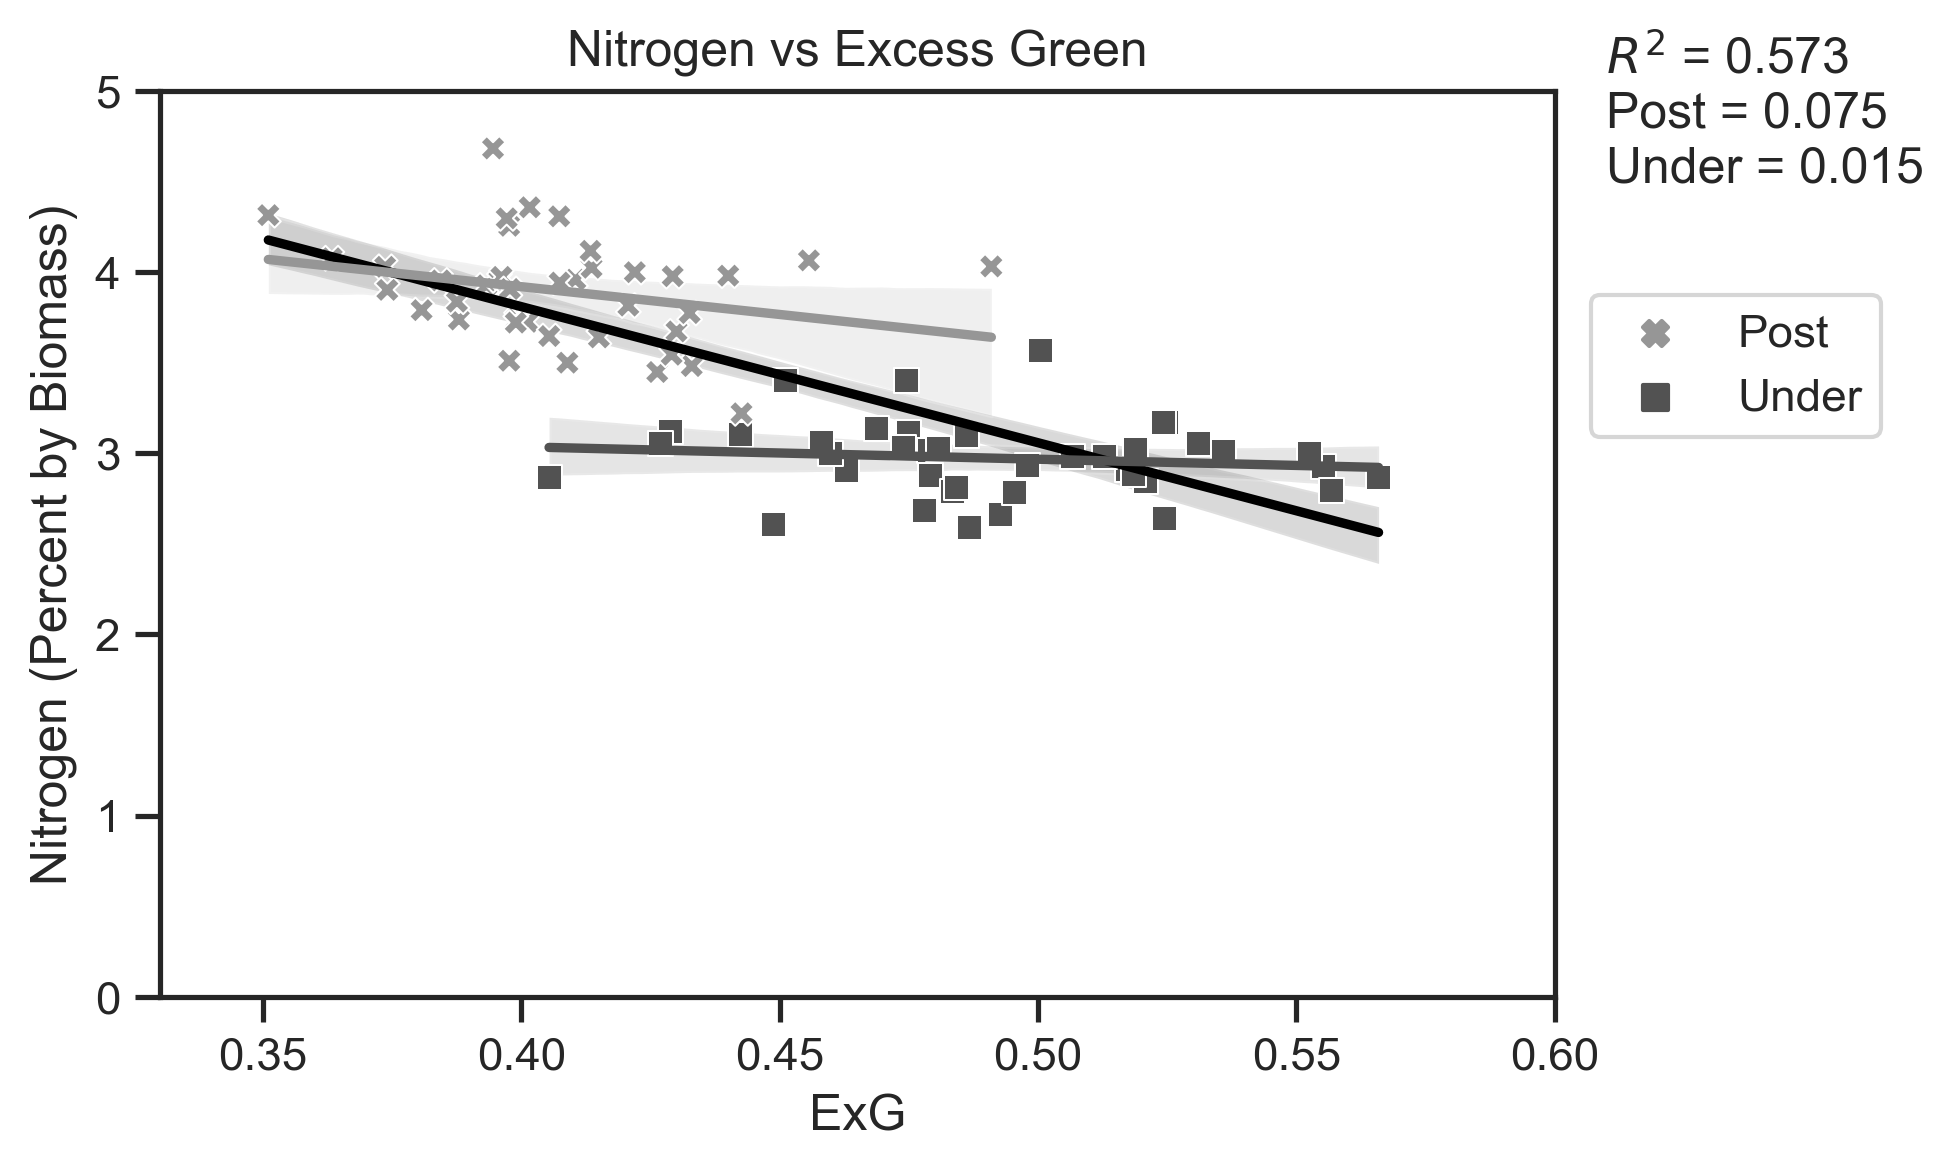 Nitrogen vs Excess Green
R² = 0.573
Post = 0.075
Under = 0.015
Nitrogen (Percent by Biomass)
5
4
3
2
1
0
Post
Under
0.35 0.40 0.45 0.50 0.55 0.60
ExG